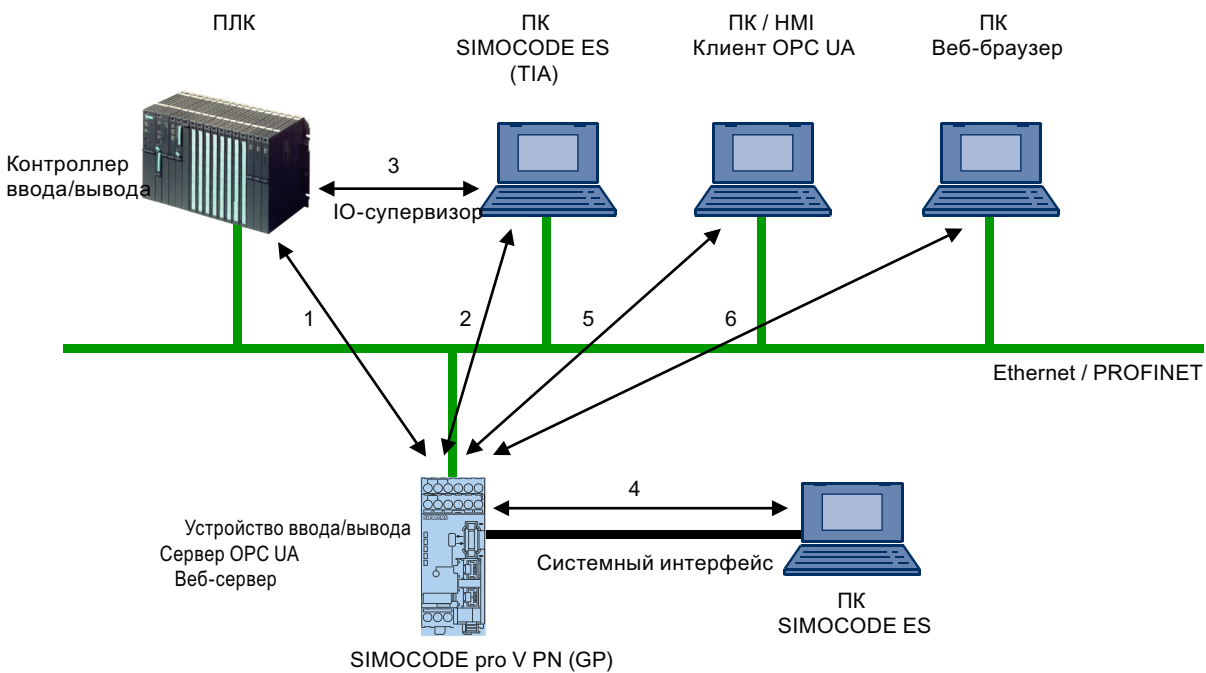 ПЛК
ПК
SIMOCODE ES
(TIA)
ПК / HMI
Клиент OPC UA
ПК
Веб-браузер
Контроллер
ввода/вывода
3
IO-супервизор
1
2
5
6
Ethernet / PROFINET
4
Устройство ввода/вывода
Сервер OPC UA
Веб-сервер
Системный интерфейс
ПК
SIMOCODE ES
SIMOCODE pro V PN (GP)